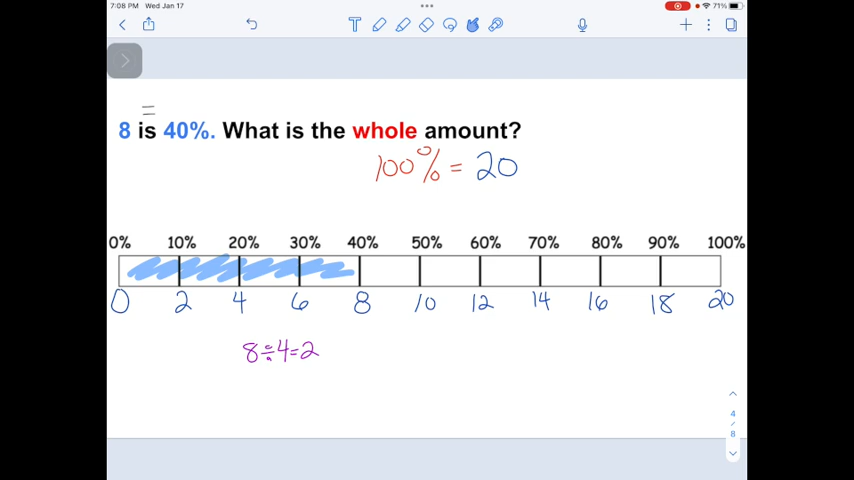 7:08 PM Wed Jan 17
71%
T
=
8 is 40%. What is the whole amount?
100% = 20
0% 10% 20% 30% 40% 50% 60% 70% 80% 90% 100%
0 2 4 6 8 10 12 14 16 18 20
8÷4=2
4
/
8